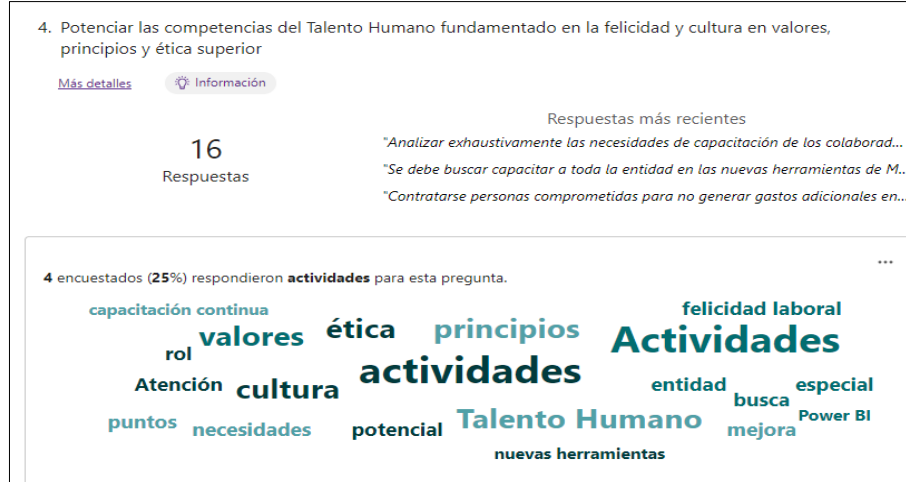 4. Potenciar las competencias del Talento Humano fundamentado en la felicidad y cultura en valores,
principios y ética superior
Más detalles
Información
16
Respuestas
Respuestas más recientes
"Analizar exhaustivamente las necesidades de capacitación de los colaborad...
"Se debe buscar capacitar a toda la entidad en las nuevas herramientas de M...
"Contratarse personas comprometidas para no generar gastos adicionales en...
...
4 encuestados (25%) respondieron actividades para esta pregunta.
capacitación continua
felicidad laboral
valores
ética
principios
Actividades
rol
actividades
Atención
cultura
entidad
especial
busca
puntos
necesidades
potencial
Talento Humano
mejora
Power BI
nuevas herramientas